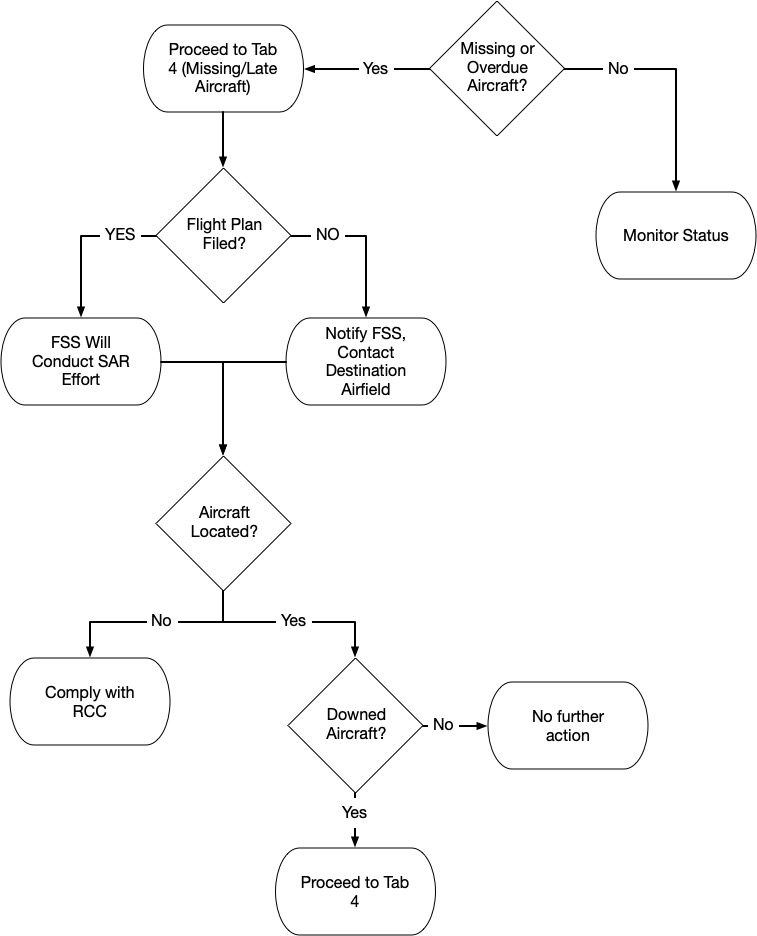 Proceed to Tab
4 (Missing/Late
Aircraft)
Yes
Missing or
Overdue
Aircraft?
No
Monitor Status
Flight Plan
Filed?
YES
NO
FSS Will
Conduct SAR
Effort
Notify FSS,
Contact
Destination
Airfield
Aircraft
Located?
No
Yes
Comply with
RCC
Downed
Aircraft?
No
No further
action
Yes
Proceed to Tab
4